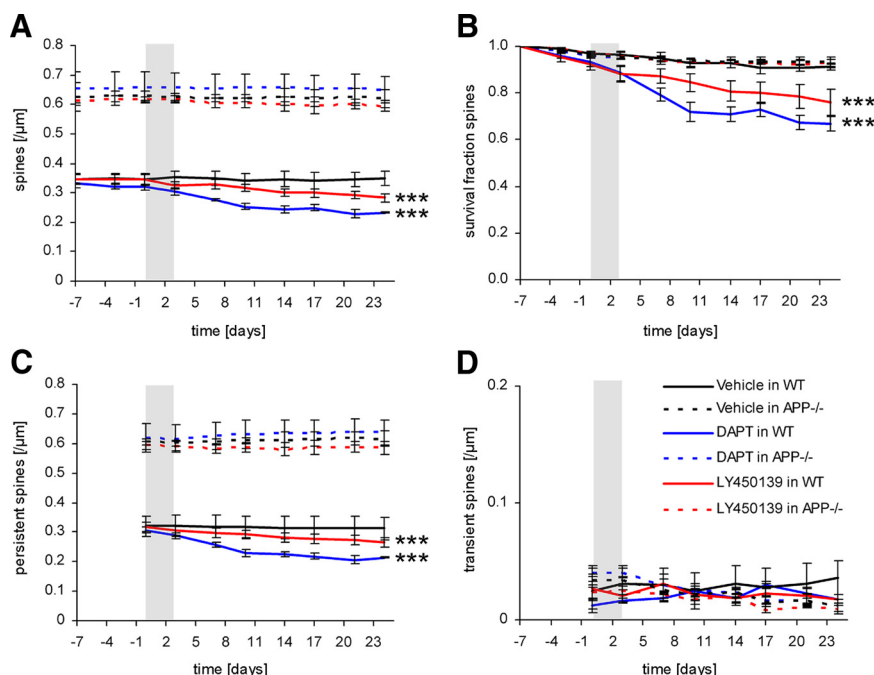 A
spines [/µm]
0.8
0.7
0.6
0.5
0.4
0.3
0.2
0.1
0
***
***
-7 -4 -1 2 5 8 11 14 17 20 23
time [days]
B
survival fraction spines
1.0
0.8
0.6
0.4
0.2
0.0
***
***
-7 -4 -1 2 5 8 11 14 17 20 23
time [days]
C
persistent spines [/µm]
0.8
0.7
0.6
0.5
0.4
0.3
0.2
0.1
0
***
***
-7 -4 -1 2 5 8 11 14 17 20 23
time [days]
D
transient spines [/µm]
0.2
0.1
0
Vehicle in WT
Vehicle in APP-/-
DAPT in WT
DAPT in APP-/-
LY450139 in WT
LY450139 in APP-/-
-7 -4 -1 2 5 8 11 14 17 20 23
time [days]